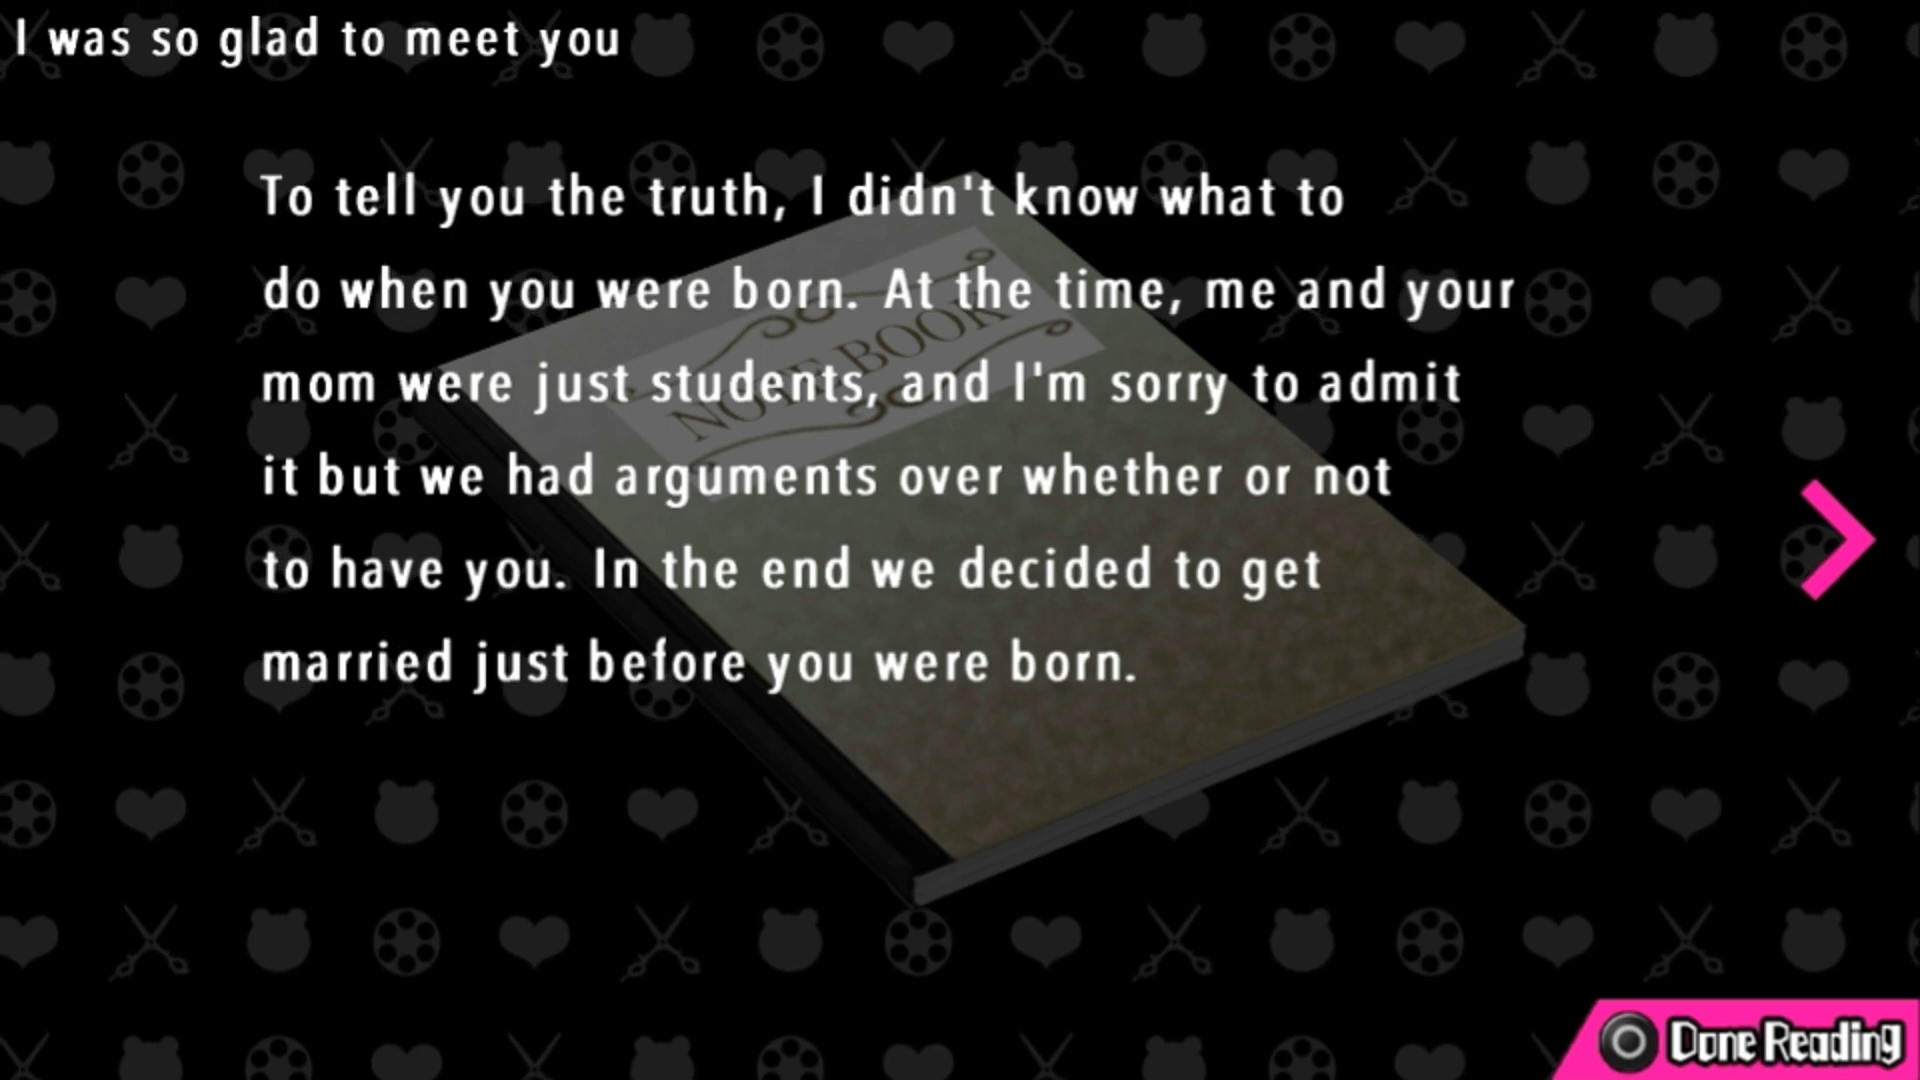 I was so glad to meet you
To tell you the truth, I didn't know what to
do when you were born. At the time, me and your
mom were just students, and I'm sorry to admit
it but we had arguments over whether or not
to have you. In the end we decided to get
married just before you were born.
NOTEBOOK
Done Reading